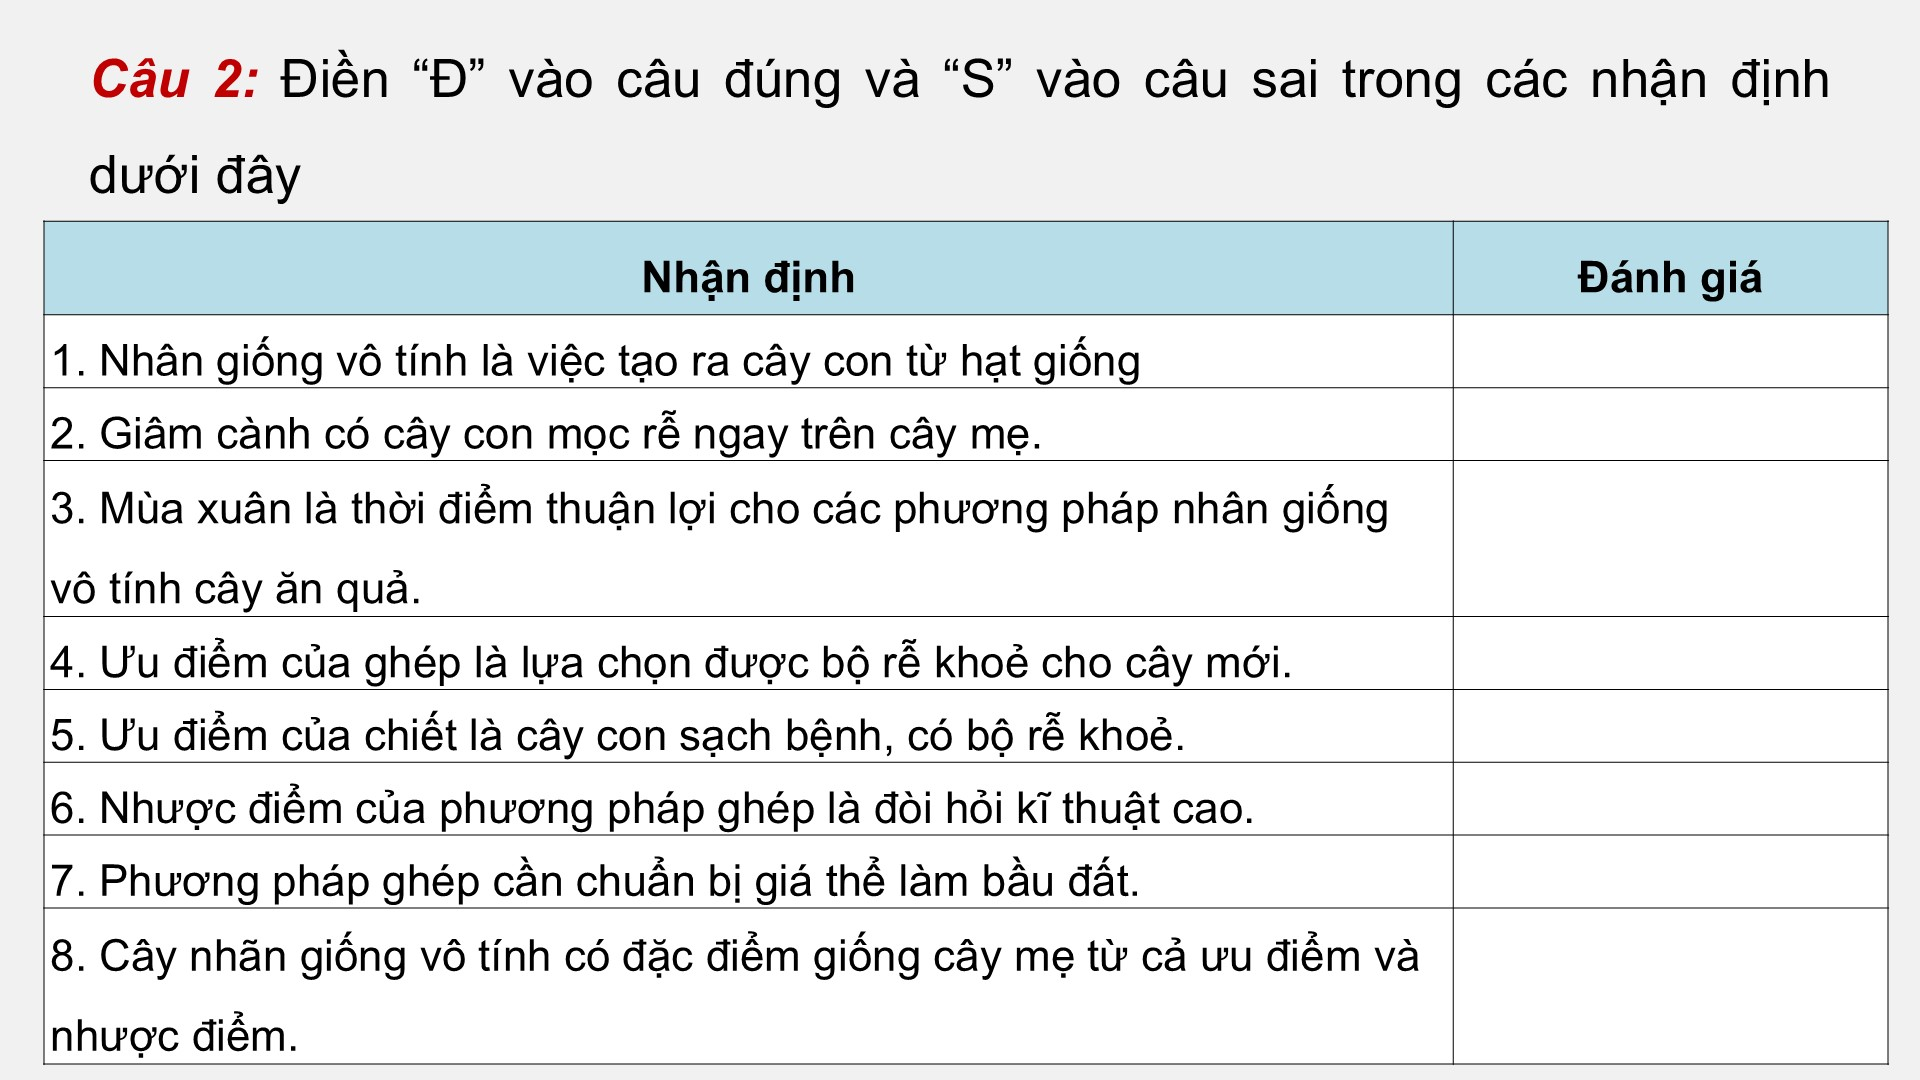 Câu 2: Điền “Đ” vào câu đúng và “S” vào câu sai trong các nhận định
dưới đây
Nhận định
Đánh giá
1. Nhân giống vô tính là việc tạo ra cây con từ hạt giống
2. Giâm cành có cây con mọc rễ ngay trên cây mẹ.
3. Mùa xuân là thời điểm thuận lợi cho các phương pháp nhân giống
vô tính cây ăn quả.
4. Ưu điểm của ghép là lựa chọn được bộ rễ khoẻ cho cây mới.
5. Ưu điểm của chiết là cây con sạch bệnh, có bộ rễ khoẻ.
6. Nhược điểm của phương pháp ghép là đòi hỏi kĩ thuật cao.
7. Phương pháp ghép cần chuẩn bị giá thể làm bầu đất.
8. Cây nhãn giống vô tính có đặc điểm giống cây mẹ từ cả ưu điểm và
nhược điểm.